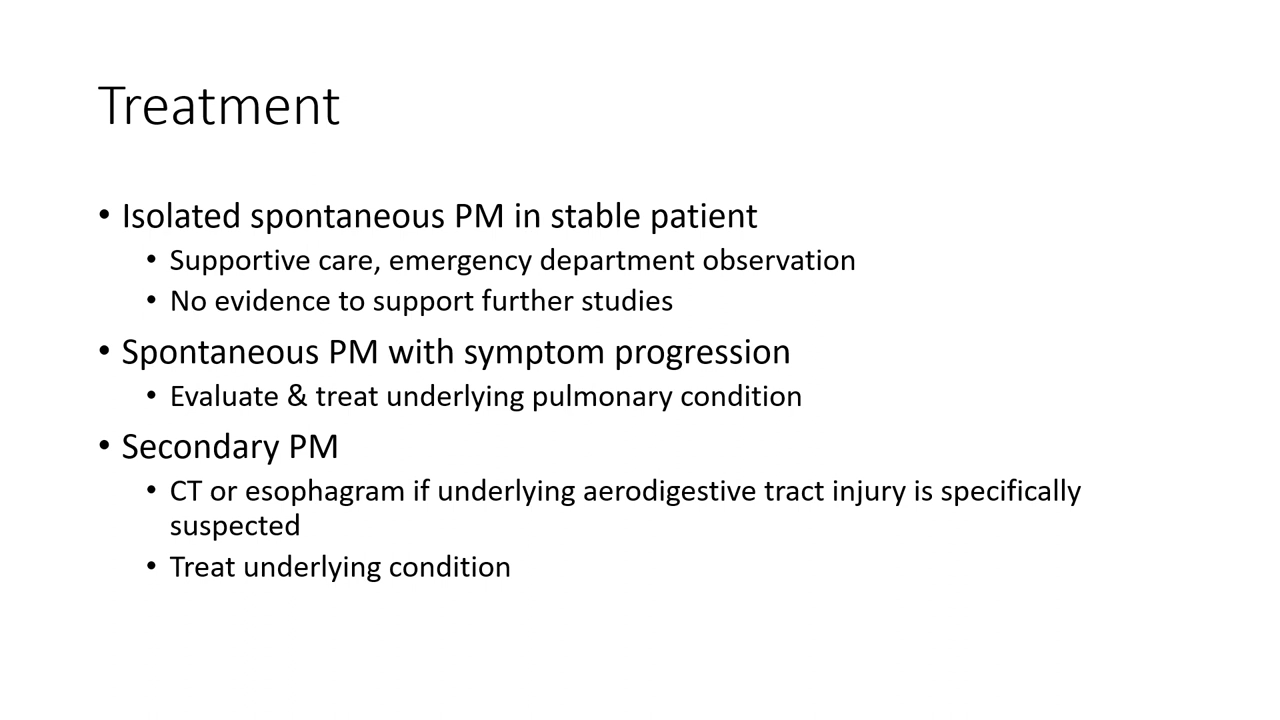 Treatment
• Isolated spontaneous PM in stable patient
• Supportive care, emergency department observation
• No evidence to support further studies
• Spontaneous PM with symptom progression
• Evaluate & treat underlying pulmonary condition
• Secondary PM
• CT or esophagram if underlying aerodigestive tract injury is specifically
suspected
• Treat underlying condition